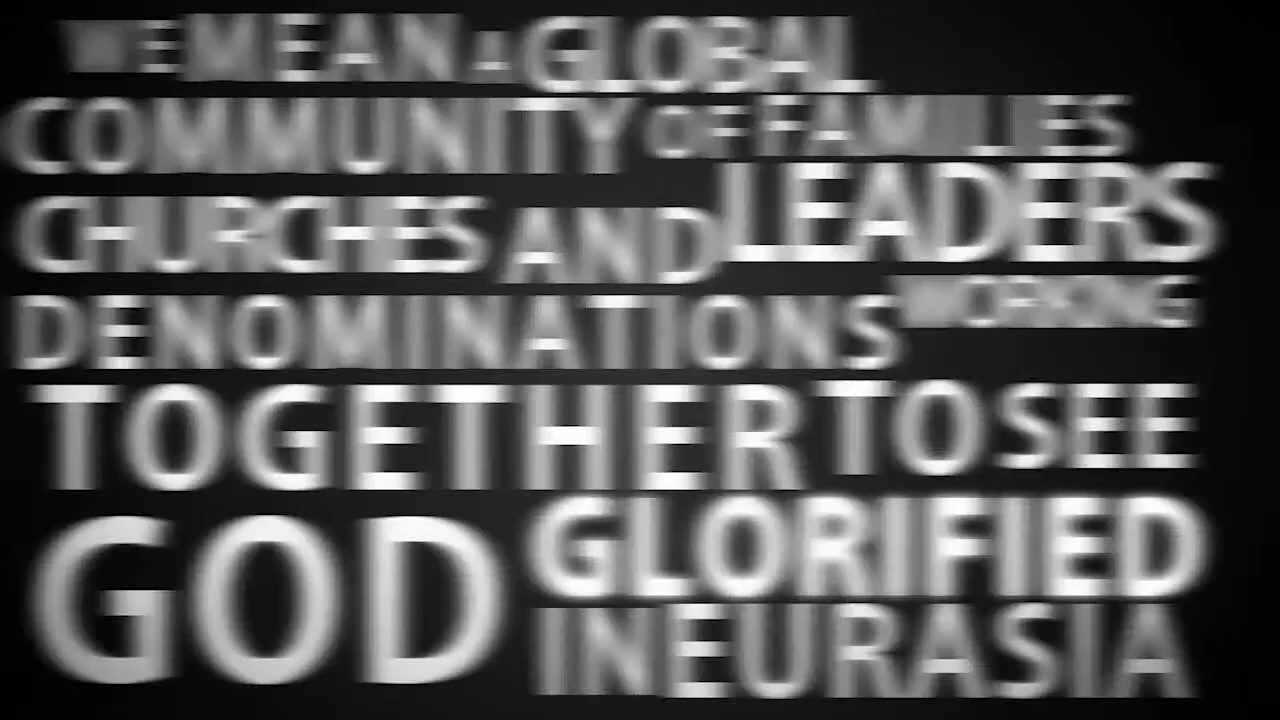 WE MEAN A GLOBAL
COMMUNITY OF FAMILIES
CHURCHES AND LEADERS
DENOMINATIONS WORKING
TOGETHER TO SEE
GOD GLORIFIED
IN EURASIA